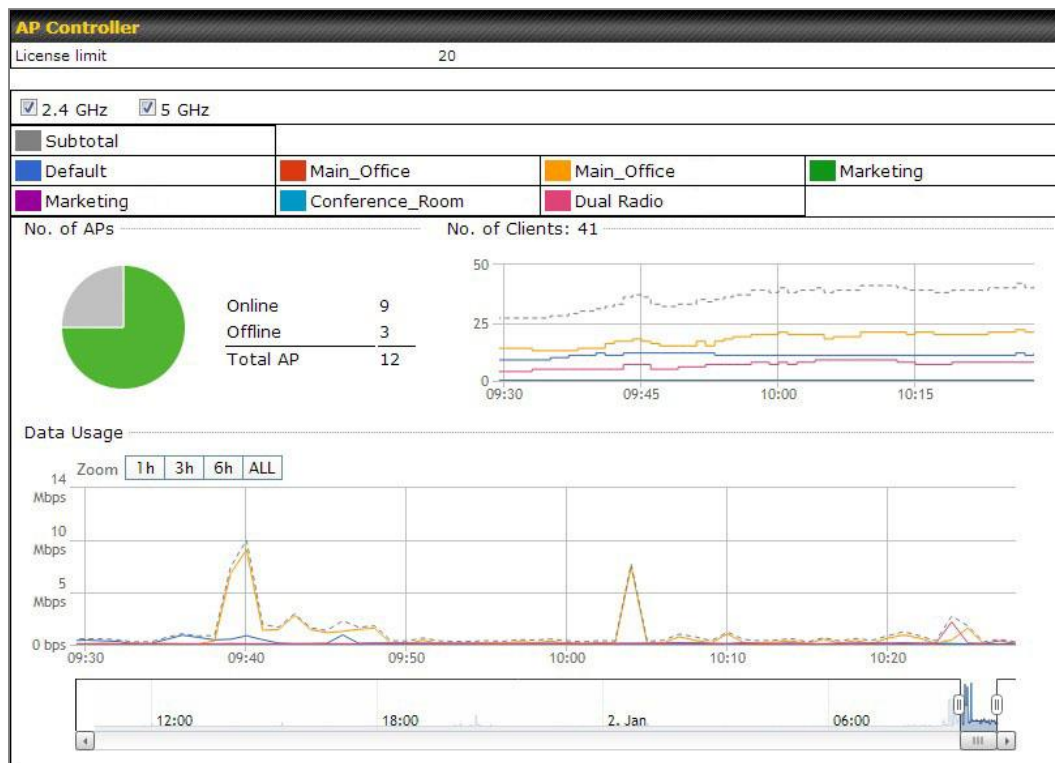 AP Controller
License limit 20
2.4 GHz 5 GHz
Subtotal
Default Main_Office Main_Office Marketing
Marketing Conference_Room Dual Radio
No. of APs No. of Clients: 41
Online 9
Offline 3
Total AP 12
50
25
0
09:30 09:45 10:00 10:15
Data Usage
Zoom 1h 3h 6h ALL
14
Mbps
10
Mbps
5
Mbps
0 bps
09:30 09:40 09:50 10:00 10:10 10:20
12:00 18:00 2. Jan 06:00